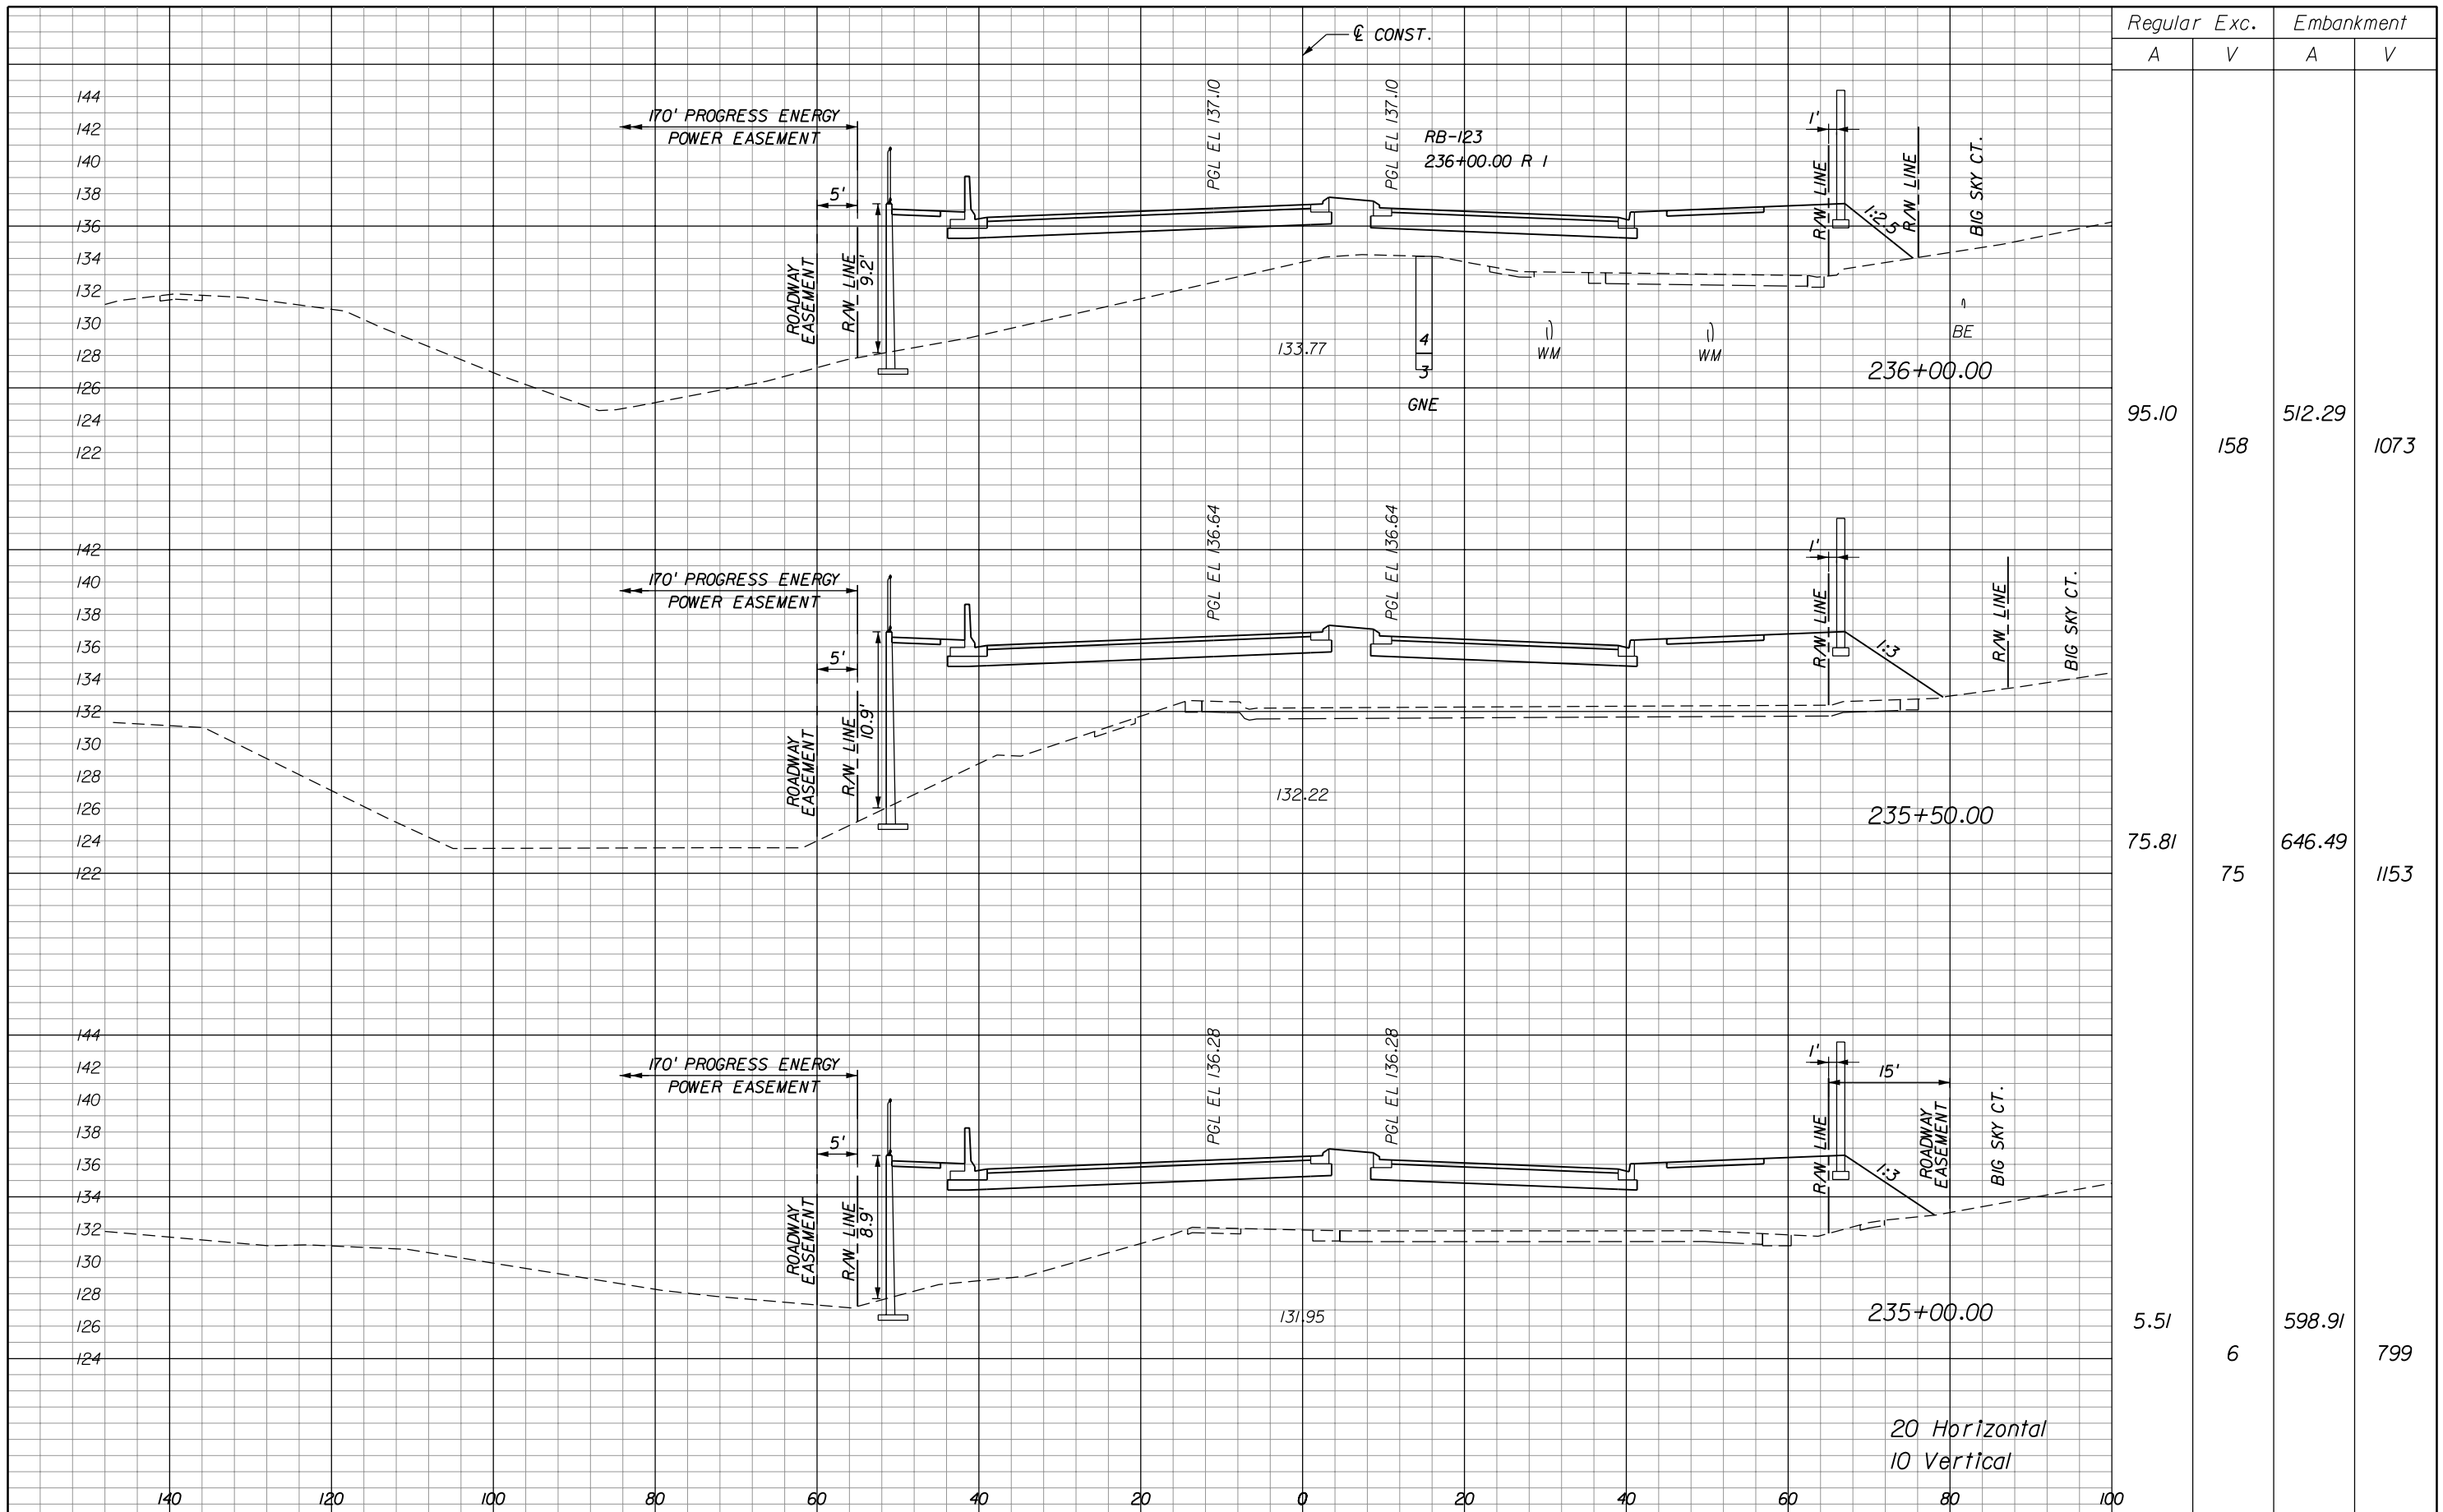 Regular Exc. Embankment
A V A V
℄ CONST.
144
142
140
138
136
134
132
130
128
126
124
122
170' PROGRESS ENERGY
POWER EASEMENT
5'
ROADWAY
EASEMENT
R/W LINE
9.2'
PGL EL 137.10
PGL EL 137.10
RB-123
236+00.00 R 1
1'
R/W LINE
1:2.5
R/W LINE
BIG SKY CT.
133.77
4
3
GNE
WM
WM
BE
236+00.00
95.10 512.29
158 1073
142
140
138
136
134
132
130
128
126
124
122
170' PROGRESS ENERGY
POWER EASEMENT
5'
ROADWAY
EASEMENT
R/W LINE
10.9'
PGL EL 136.64
PGL EL 136.64
1'
R/W LINE
1:3
R/W LINE
BIG SKY CT.
132.22
235+50.00
75.81 646.49
75 1153
144
142
140
138
136
134
132
130
128
126
124
170' PROGRESS ENERGY
POWER EASEMENT
5'
ROADWAY
EASEMENT
R/W LINE
8.9'
PGL EL 136.28
PGL EL 136.28
1'
15'
R/W LINE
1:3
ROADWAY
EASEMENT
BIG SKY CT.
131.95
235+00.00
5.51 598.91
6 799
20 Horizontal
10 Vertical
140 120 100 80 60 40 20 0 20 40 60 80 100